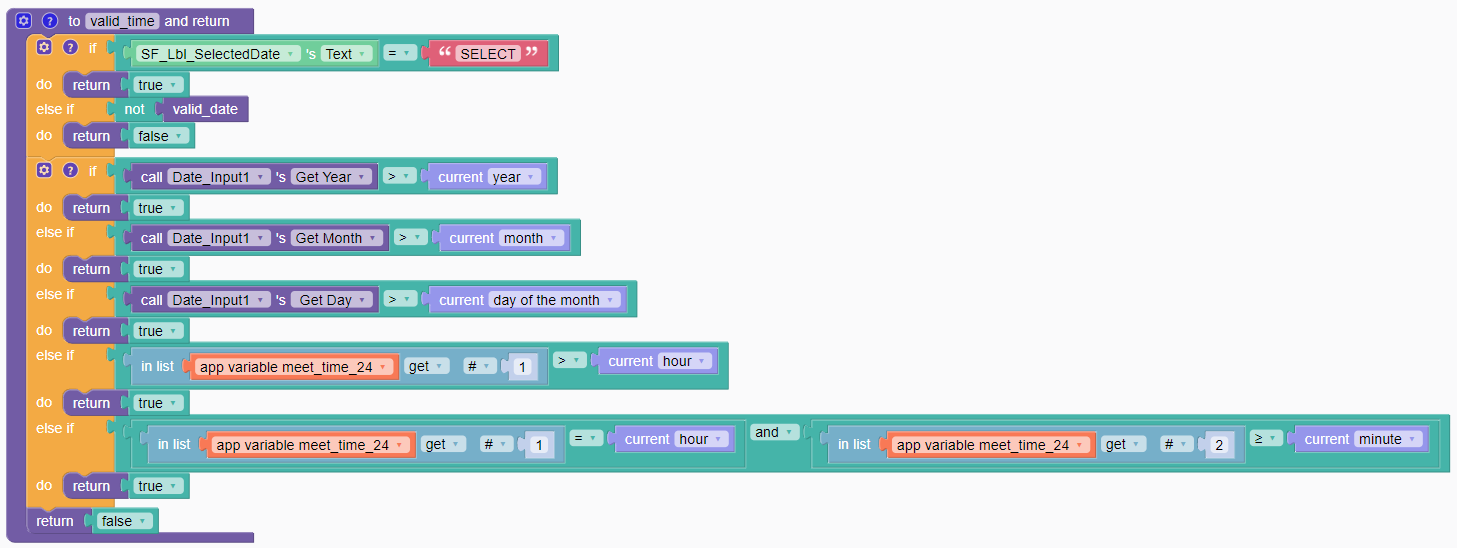 ? to valid_time and return
? if SF_Lbl_SelectedDate 's Text = “ SELECT ”
do return true
else if not valid_date
do return false
? if call Date_Input1 's Get Year > current year
do return true
else if call Date_Input1 's Get Month > current month
do return true
else if call Date_Input1 's Get Day > current day of the month
do return true
else if in list app variable meet_time_24 get # 1 > current hour
do return true
else if in list app variable meet_time_24 get # 1 = current hour and in list app variable meet_time_24 get # 2 ≥ current minute
do return true
return false